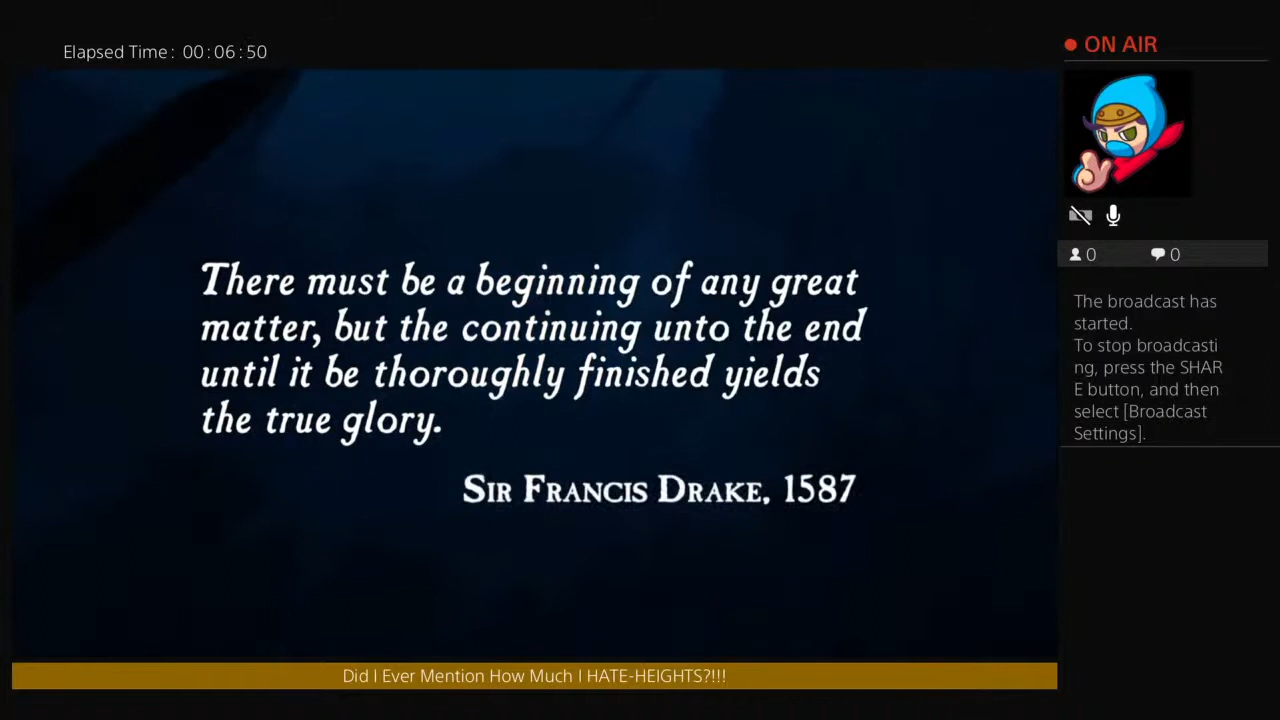 Elapsed Time: 00:06:50
ON AIR
There must be a beginning of any great
matter, but the continuing unto the end
until it be thoroughly finished yields
the true glory.
SIR FRANCIS DRAKE, 1587
0 0
The broadcast has
started.
To stop broadcasti
ng, press the SHAR
E button, and then
select [Broadcast
Settings].
Did I Ever Mention How Much I HATE-HEIGHTS?!!!